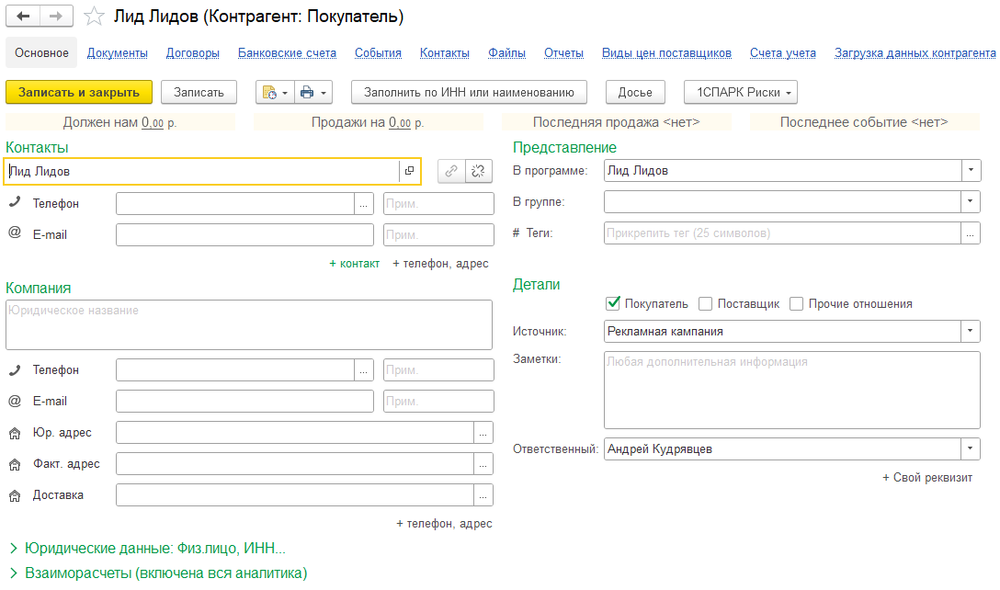 Лид Лидов (Контрагент: Покупатель)
Основное Документы Договоры Банковские счета События Контакты Файлы Отчеты Виды цен поставщиков Счета учета Загрузка данных контрагента
Записать и закрыть Записать Заполнить по ИНН или наименованию Досье 1СПАРК Риски
Должен нам 0,00 р. Продажи на 0,00 р. Последняя продажа <нет> Последнее событие <нет>
Контакты
Лид Лидов
Телефон ... Прим.
@ E-mail Прим.
+ контакт + телефон, адрес
Компания
Юридическое название
Телефон ... Прим.
@ E-mail Прим.
Юр. адрес ...
Факт. адрес ...
Доставка ...
+ телефон, адрес
> Юридические данные: Физ.лицо, ИНН...
> Взаиморасчеты (включена вся аналитика)
Представление
В программе: Лид Лидов
В группе:
# Теги: Прикрепить тег (25 символов) ...
Детали
Покупатель Поставщик Прочие отношения
Источник: Рекламная кампания
Заметки: Любая дополнительная информация
Ответственный: Андрей Кудрявцев
+ Свой реквизит